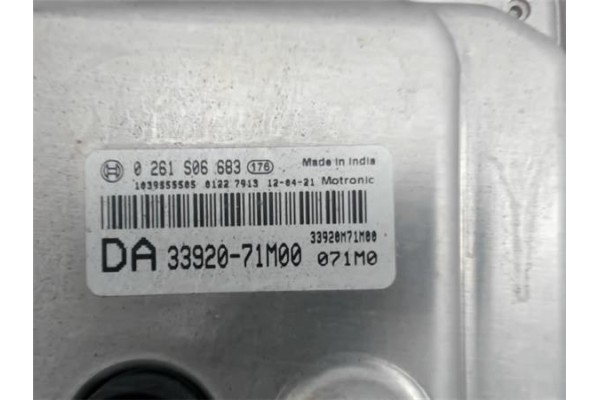 0 261 S06 683 176 Made in India
1039S55505 0122 7913 12-04-21 Motronic
33920M71M00
DA 33920-71M00 071M0